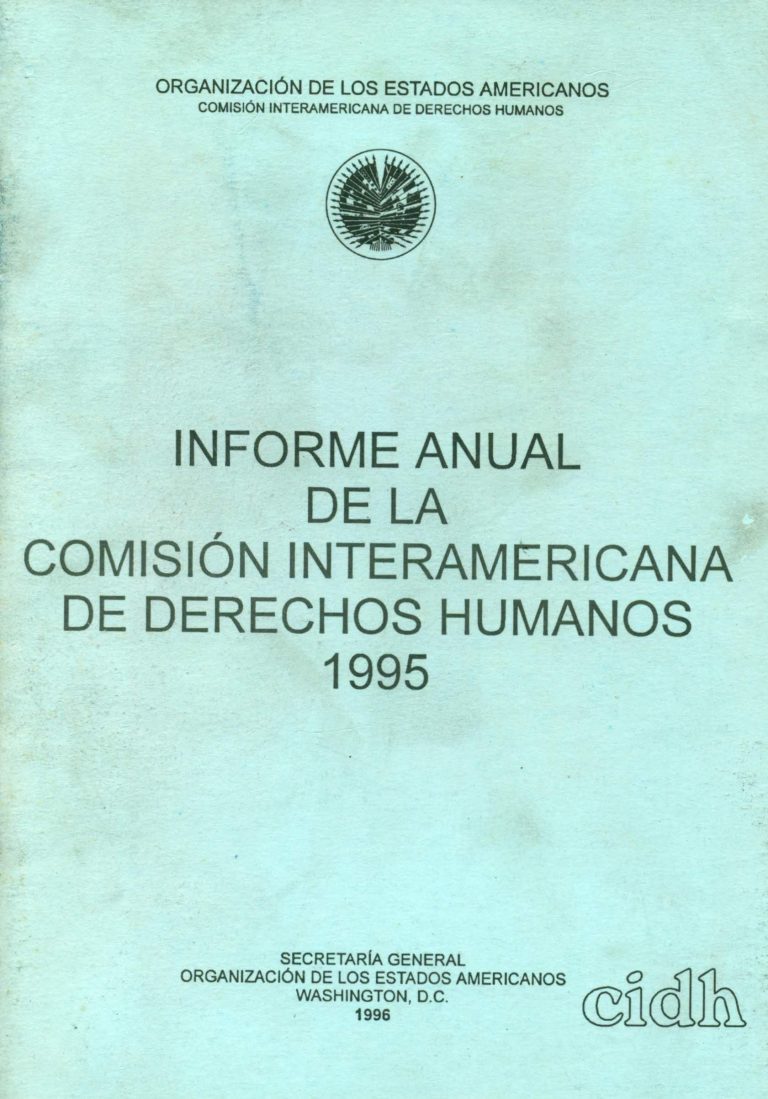 ORGANIZACIÓN DE LOS ESTADOS AMERICANOS
COMISIÓN INTERAMERICANA DE DERECHOS HUMANOS
INFORME ANUAL
DE LA
COMISIÓN INTERAMERICANA
DE DERECHOS HUMANOS
1995
SECRETARÍA GENERAL
ORGANIZACIÓN DE LOS ESTADOS AMERICANOS
WASHINGTON, D.C.
1996
cidh